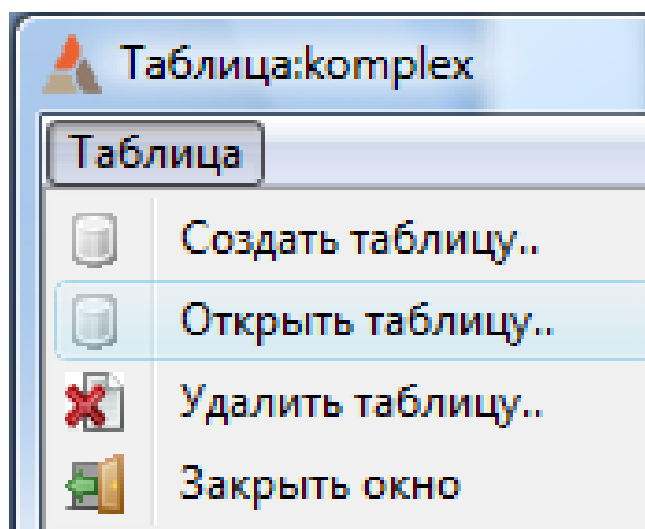 Таблица:komplex
Таблица
Создать таблицу..
Открыть таблицу..
Удалить таблицу..
Закрыть окно